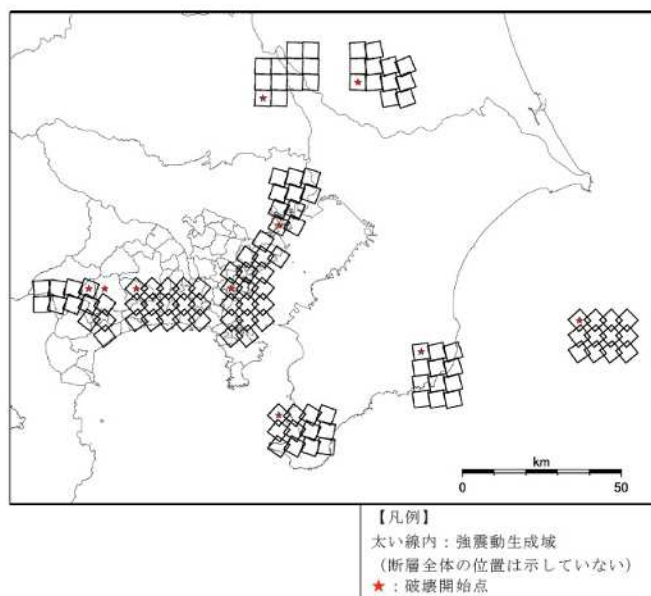 km
0 50
【凡例】
太い線内：強震動生成域
（断層全体の位置は示していない）
★：破壊開始点